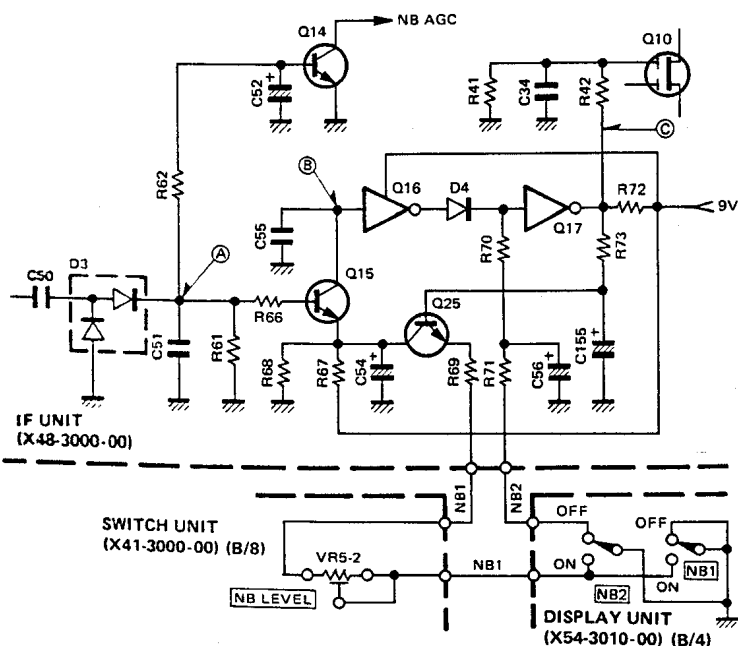 Q14
NB AGC
Q10
C52
+
R41
C34
R42
C
R62
B
Q16
D4
Q17
R72
9V
C55
R70
R73
C50
D3
A
Q15
Q25
R66
C51
R61
R68
R67
C54
+
R69
R71
C56
+
C155
+
IF UNIT
(X48-3000-00)
NB1
NB2
SWITCH UNIT
(X41-3000-00) (B/8)
OFF
OFF
VR5-2
NB1
ON
NB1
ON
NB LEVEL
NB2
DISPLAY UNIT
(X54-3010-00) (B/4)